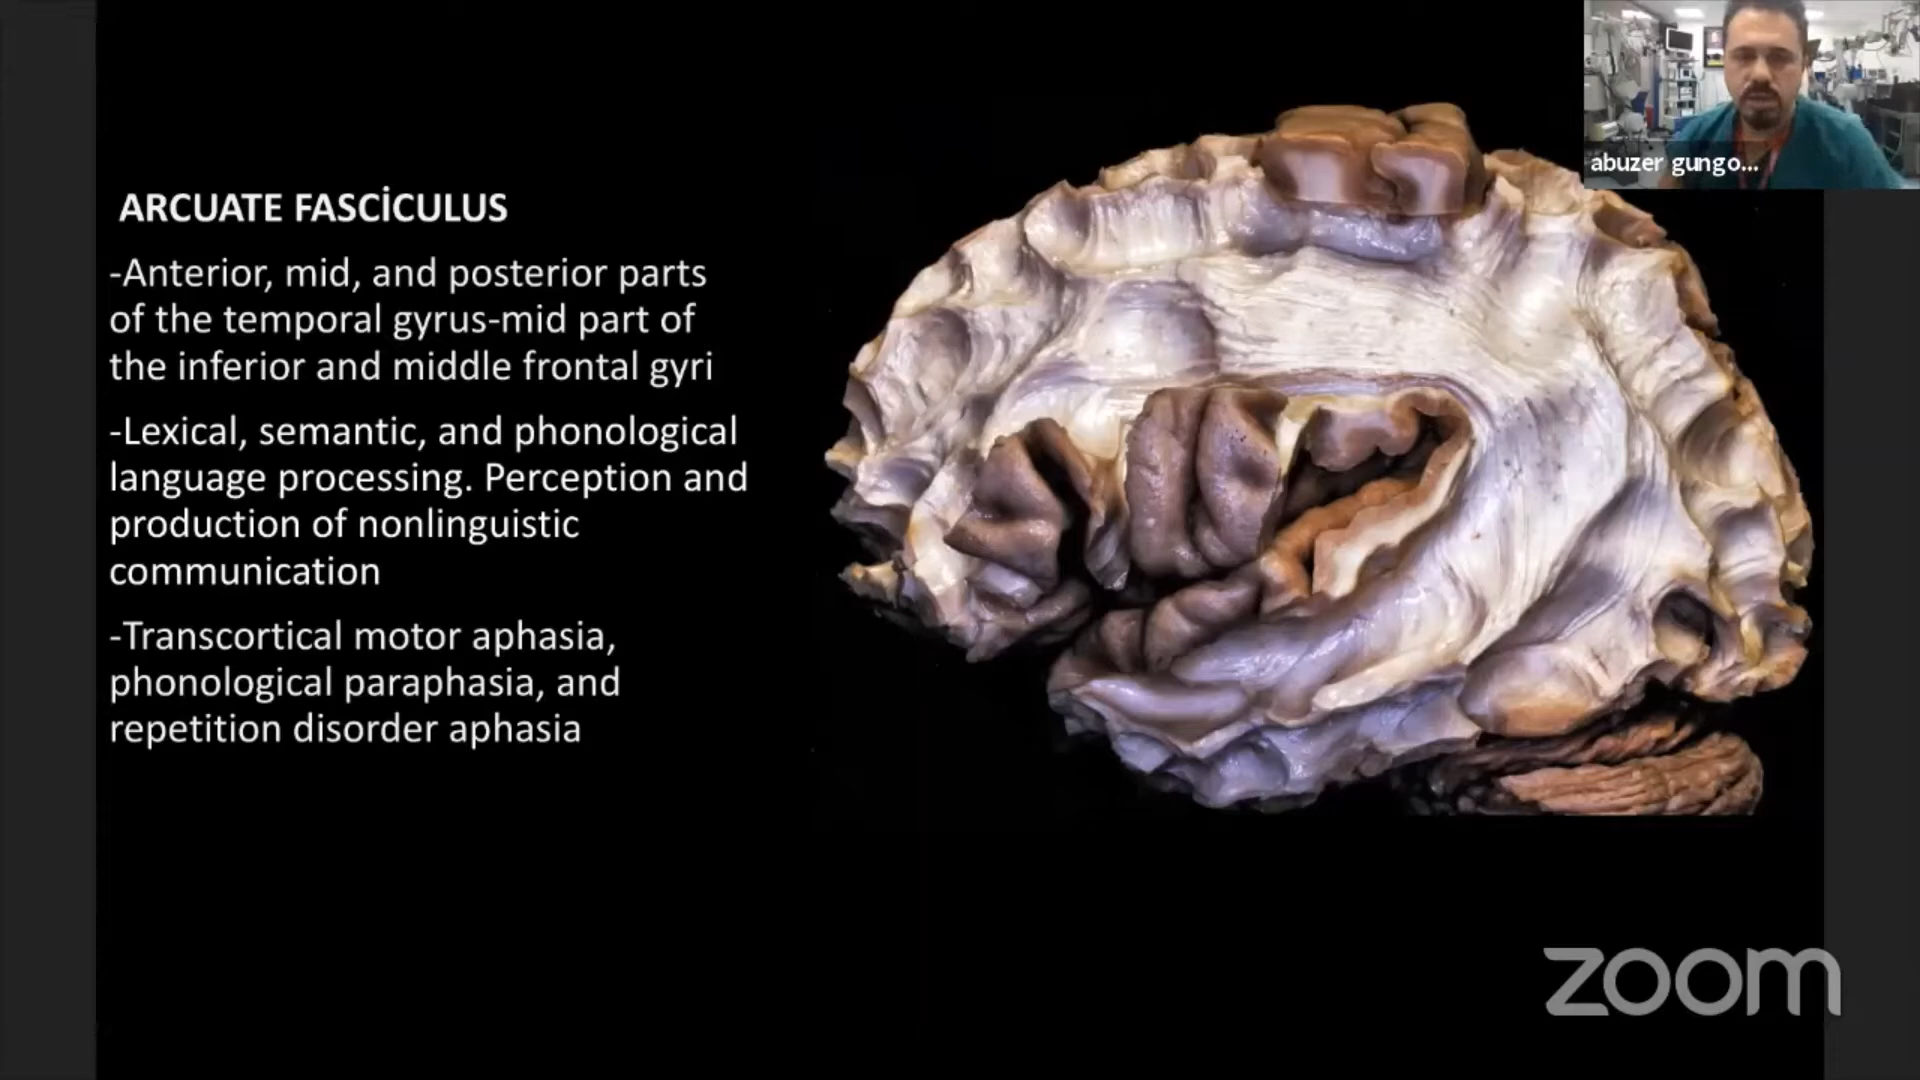 abuzer gungo...
ARCUATE FASCİCULUS
-Anterior, mid, and posterior parts
of the temporal gyrus-mid part of
the inferior and middle frontal gyri
-Lexical, semantic, and phonological
language processing. Perception and
production of nonlinguistic
communication
-Transcortical motor aphasia,
phonological paraphasia, and
repetition disorder aphasia
zoom